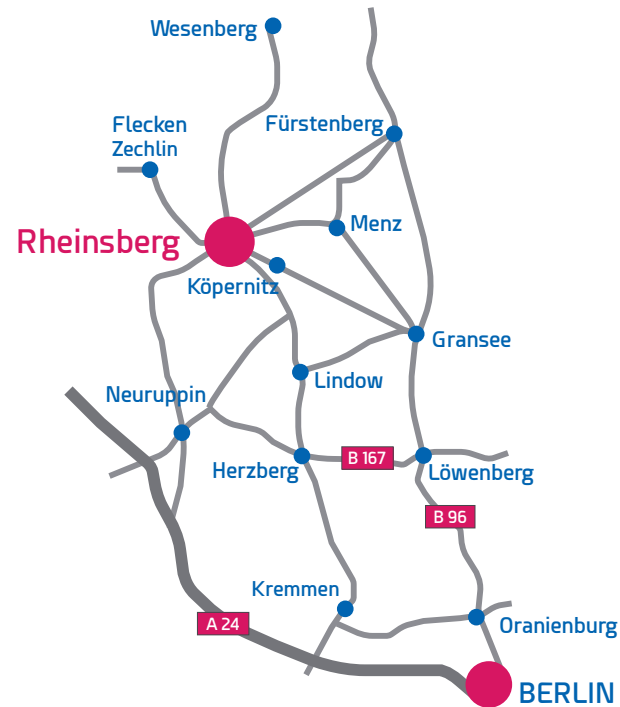 Wesenberg
Flecken
Zechlin
Fürstenberg
Rheinsberg
Menz
Köpernitz
Gransee
Lindow
Neuruppin
Herzberg
B 167
Löwenberg
B 96
Kremmen
A 24
Oranienburg
BERLIN